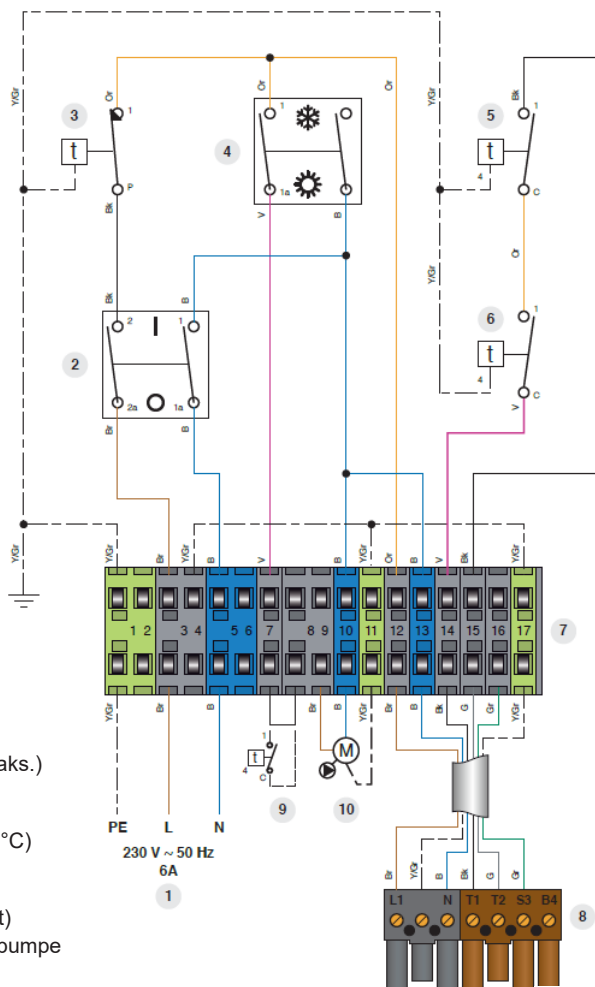 Y/Gr
Or
Or
Or
Y/Gr
Bk
3
1
t
P
Bk
4
1
1a
V
B
5
1
t
4
C
Or
Y/Gr
6
1
t
4
C
V
Bk
B
2
2
I
1
2a
O
1a
Br
B
Y/Gr
Y/Gr
Br
Y/Gr
B
V
B
Y/Gr
Or
B
V
Bk
Y/Gr
1 2 3 4 5 6 7 8 9 10 11 12 13 14 15 16 17
7
Y/Gr
Br
B
Br
B
Y/Gr
Br
B
Bk
G
Gr
Y/Gr
1
t
4
C
M
9
10
aks.)
°C)
t)
pumpe
PE L N
230 V ~ 50 Hz
6A
1
Br
Y/Gr
B
Bk
G
Gr
L1 N T1 T2 S3 B4
8